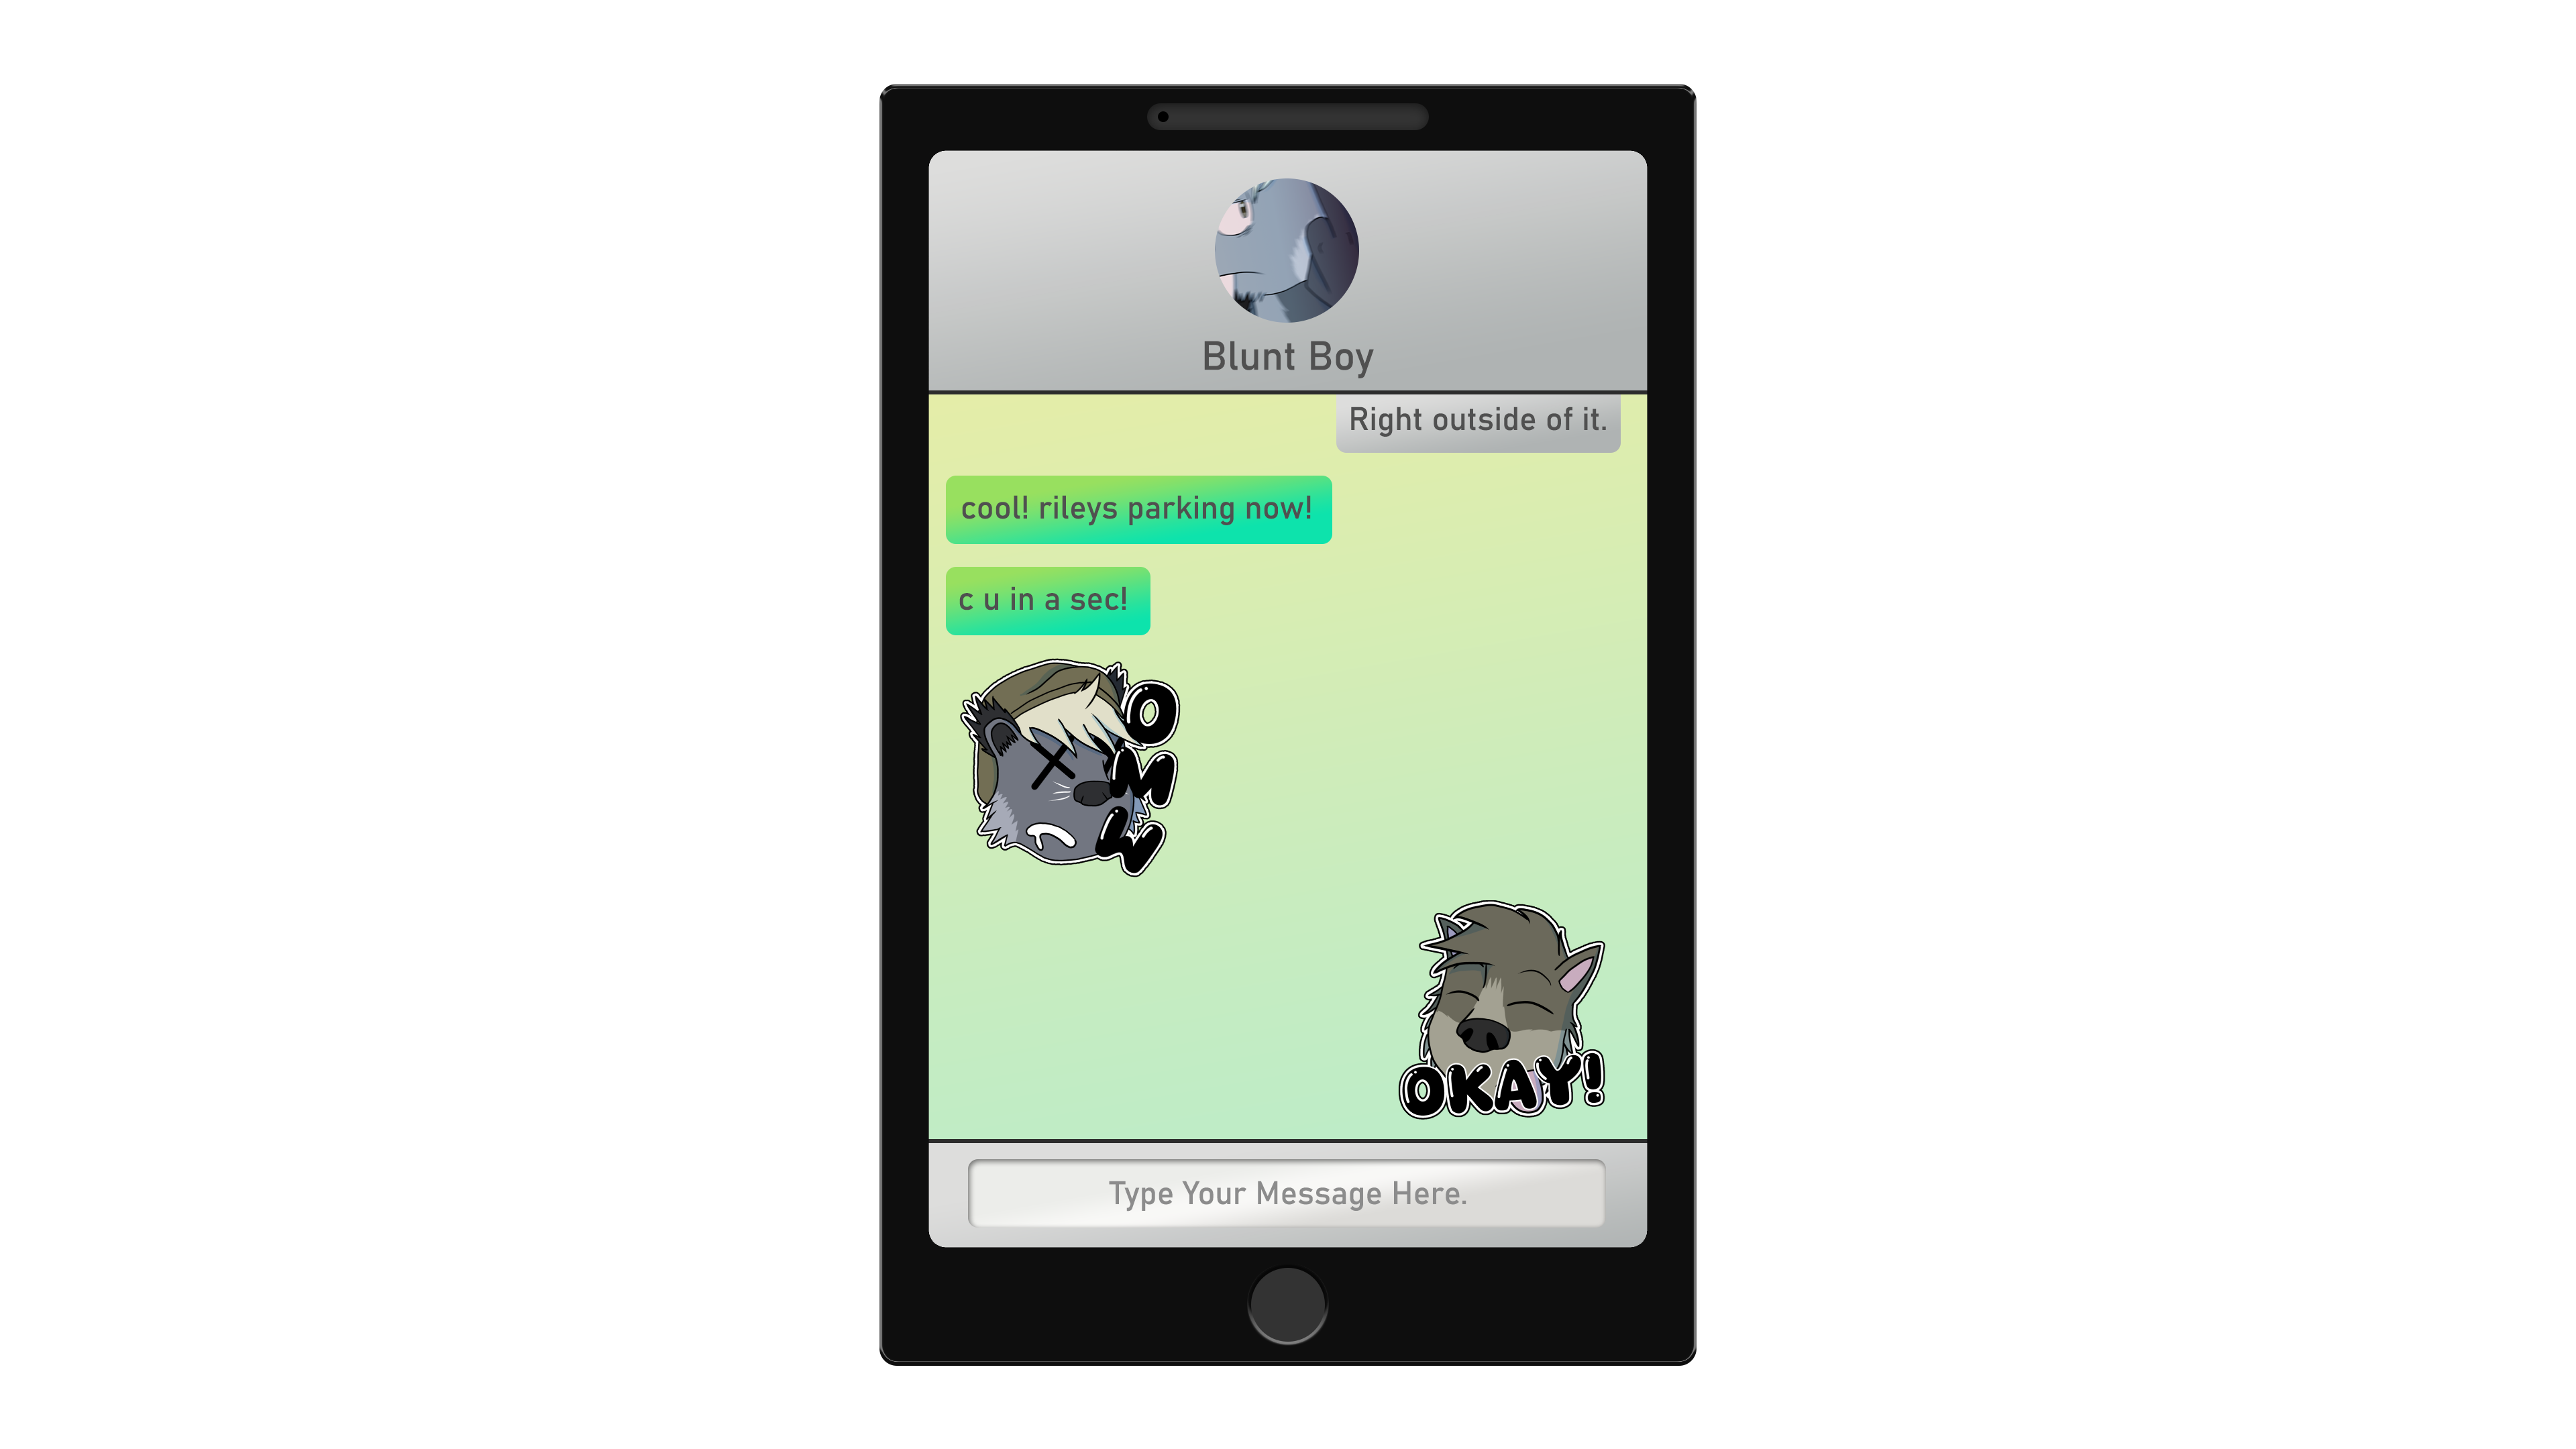 Blunt Boy
Right outside of it.
cool! rileys parking now!
c u in a sec!
OMW
OKAY!
Type Your Message Here.